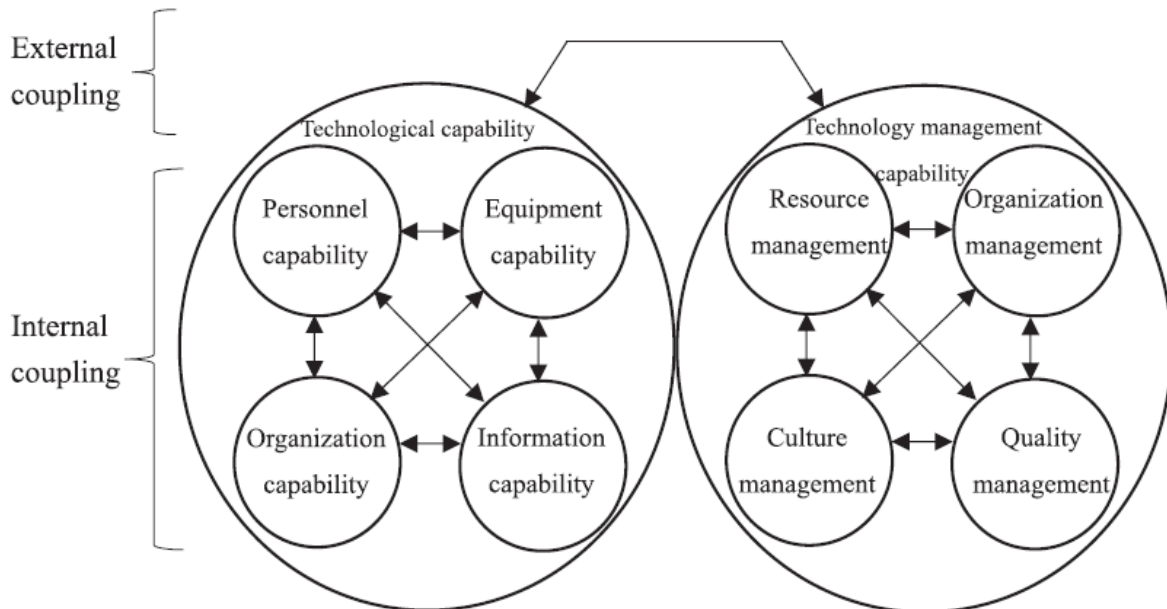 External
coupling
Technological capability
Technology management
capability
Personnel
capability
Equipment
capability
Resource
management
Organization
management
Internal
coupling
Organization
capability
Information
capability
Culture
management
Quality
management